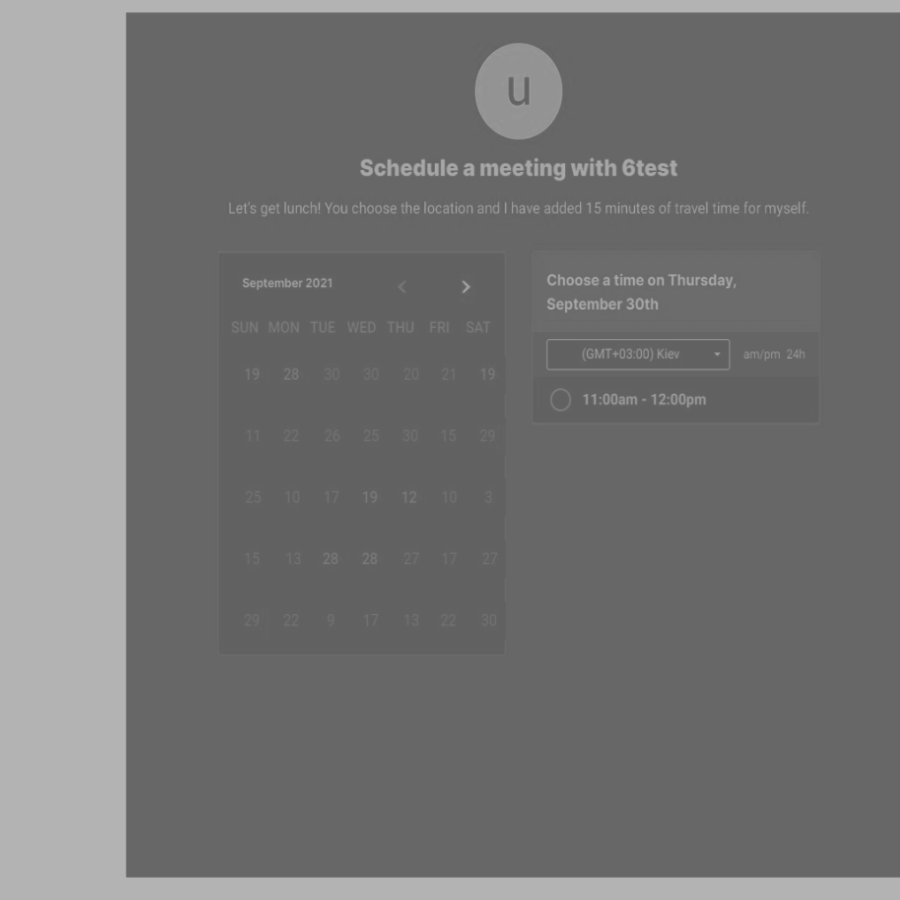 u
Schedule a meeting with 6test
Let's get lunch! You choose the location and I have added 15 minutes of travel time for myself.
September 2021
SUN MON TUE WED THU FRI SAT
19 28 30 30 20 21 19
11 22 26 25 30 15 29
25 10 17 19 12 10 3
15 13 28 28 27 17 27
29 22 9 17 13 22 30
Choose a time on Thursday,
September 30th
(GMT+03:00) Kiev am/pm 24h
11:00am - 12:00pm